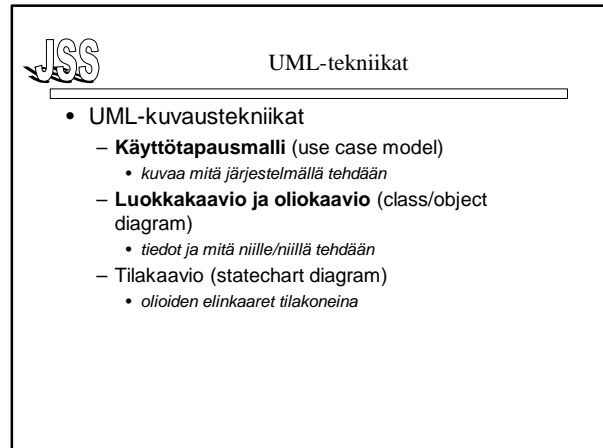 JSS
UML-tekniikat
• UML-kuvaustekniikat
– Käyttötapausmalli (use case model)
• kuvaa mitä järjestelmällä tehdään
– Luokkakaavio ja oliokaavio (class/object
diagram)
• tiedot ja mitä niille/niillä tehdään
– Tilakaavio (statechart diagram)
• olioiden elinkaaret tilakoneina